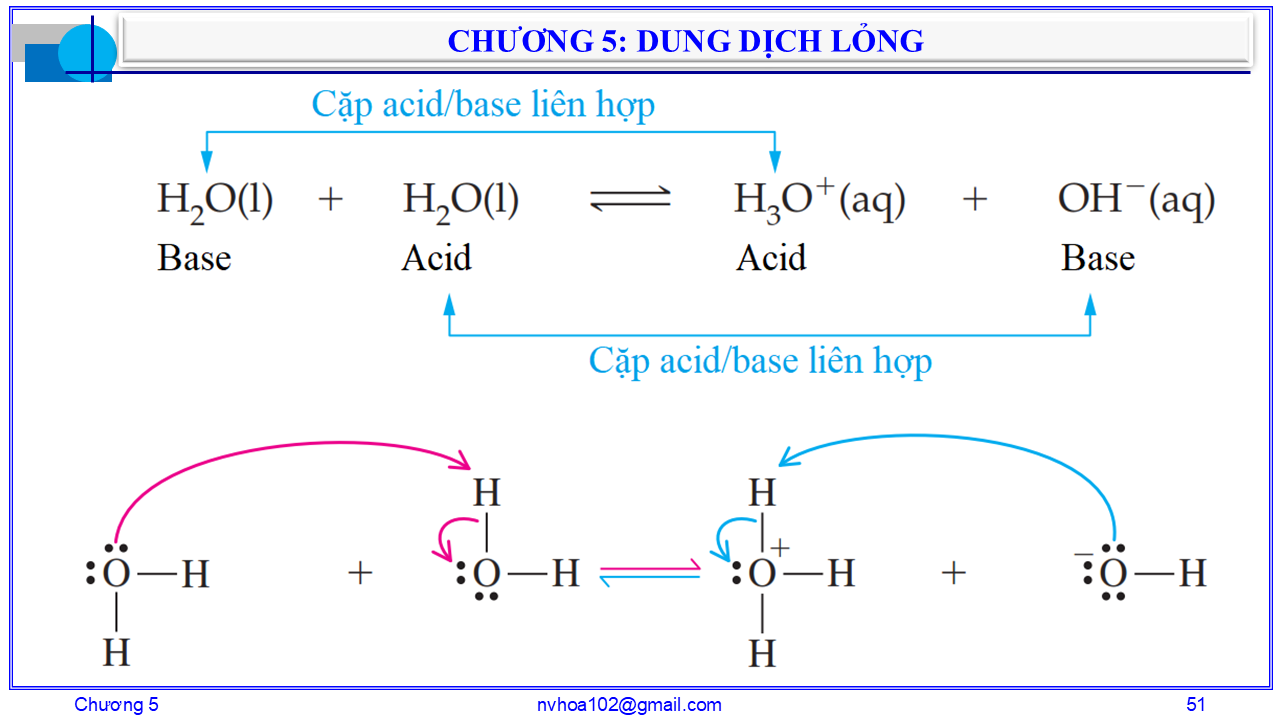 CHƯƠNG 5: DUNG DỊCH LỎNG
Cặp acid/base liên hợp
H₂O(l) + H₂O(l) ⇌ H₃O⁺(aq) + OH⁻(aq)
Base Acid Acid Base
Cặp acid/base liên hợp
H H
:O—H + :O—H ⇌ :O⁺—H + ⁻:O—H
H H
Chương 5 nvhoa102@gmail.com 51